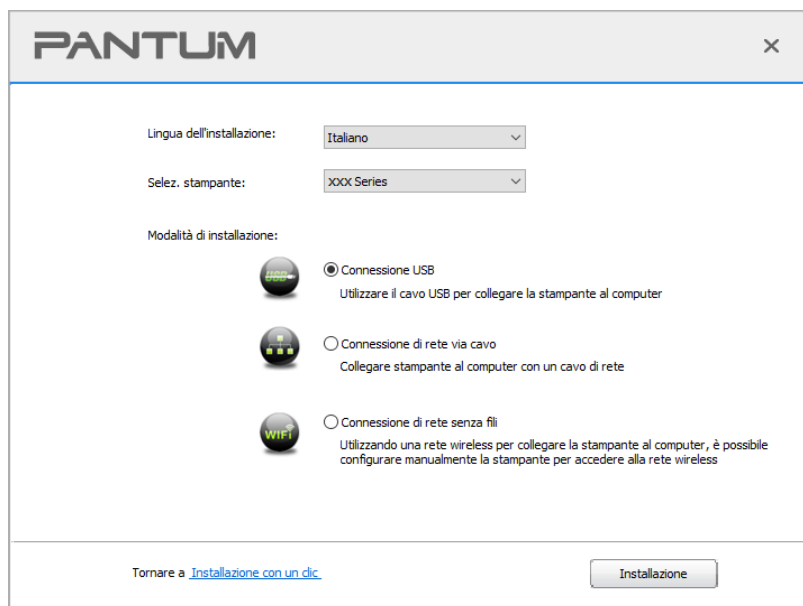 PANTUM
Lingua dell'installazione:
Italiano
Selez. stampante:
XXX Series
Modalità di installazione:
USB
Connessione USB
Utilizzare il cavo USB per collegare la stampante al computer
Connessione di rete via cavo
Collegare stampante al computer con un cavo di rete
WiFi
Connessione di rete senza fili
Utilizzando una rete wireless per collegare la stampante al computer, è possibile
configurare manualmente la stampante per accedere alla rete wireless
Tornare a Installazione con un clic
Installazione